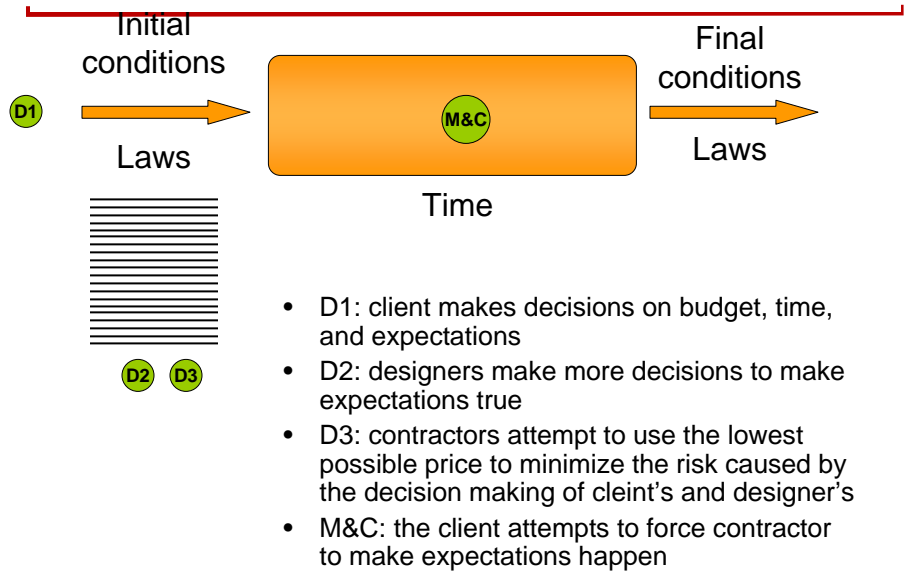 Initial
conditions
Final
conditions
D1
M&C
Laws
Laws
Time
D2 D3
• D1: client makes decisions on budget, time,
and expectations
• D2: designers make more decisions to make
expectations true
• D3: contractors attempt to use the lowest
possible price to minimize the risk caused by
the decision making of cleint's and designer's
• M&C: the client attempts to force contractor
to make expectations happen